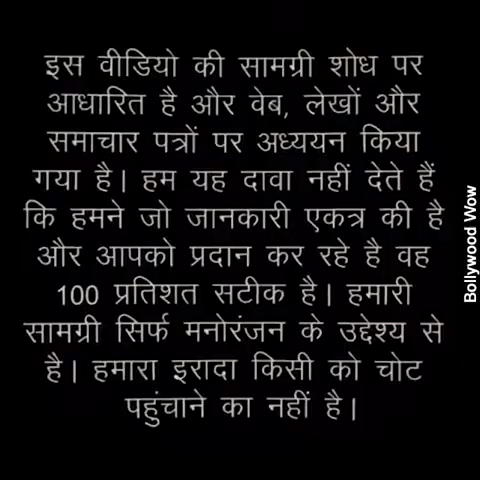 इस वीडियो की सामग्री शोध पर
आधारित है और वेब, लेखों और
समाचार पत्रों पर अध्ययन किया
गया है। हम यह दावा नहीं देते हैं
कि हमने जो जानकारी एकत्र की है
और आपको प्रदान कर रहे है वह
100 प्रतिशत सटीक है। हमारी
सामग्री सिर्फ मनोरंजन के उद्देश्य से
है। हमारा इरादा किसी को चोट
पहुंचाने का नहीं है।
Bollywood Wow